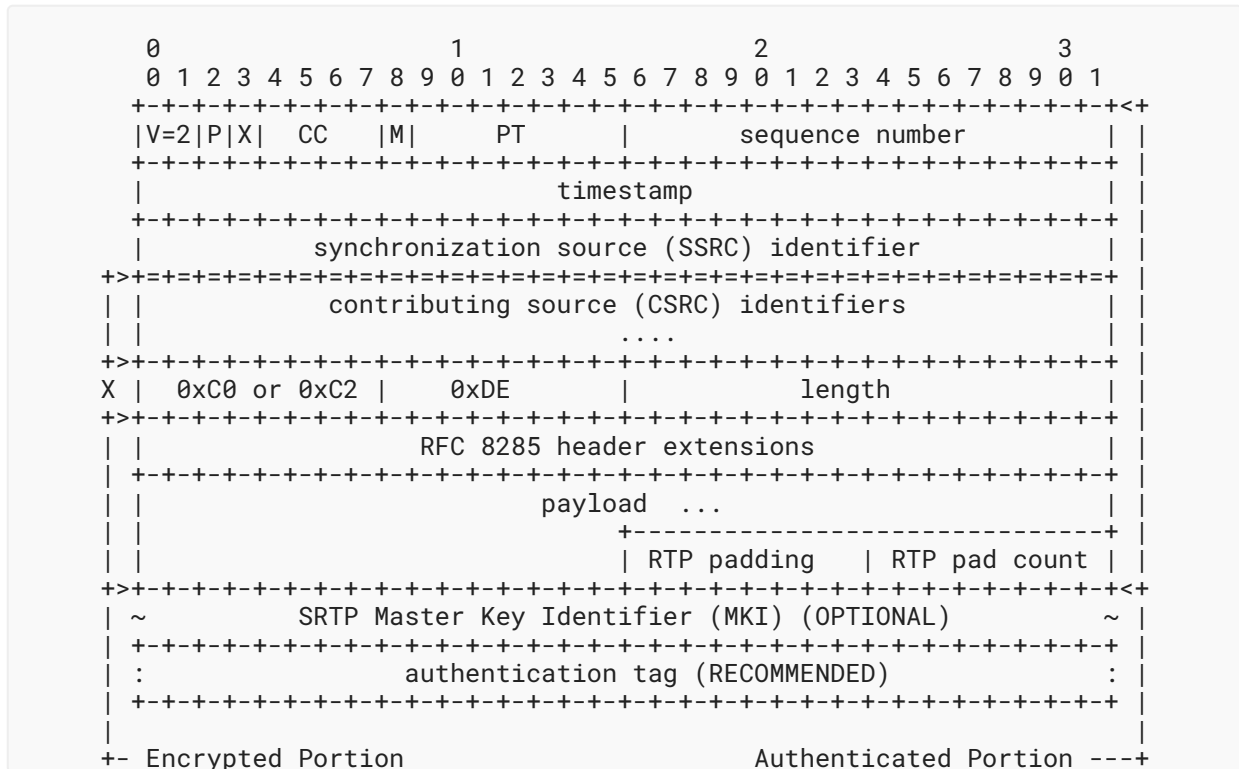 0                   1                   2                   3
0 1 2 3 4 5 6 7 8 9 0 1 2 3 4 5 6 7 8 9 0 1 2 3 4 5 6 7 8 9 0 1
+-+-+-+-+-+-+-+-+-+-+-+-+-+-+-+-+-+-+-+-+-+-+-+-+-+-+-+-+-+-+-+-+<+
|V=2|P|X|  CC   |M|     PT      |       sequence number         | |
+-+-+-+-+-+-+-+-+-+-+-+-+-+-+-+-+-+-+-+-+-+-+-+-+-+-+-+-+-+-+-+-+ |
|                           timestamp                           | |
+-+-+-+-+-+-+-+-+-+-+-+-+-+-+-+-+-+-+-+-+-+-+-+-+-+-+-+-+-+-+-+-+ |
|           synchronization source (SSRC) identifier            | |
+>+=+=+=+=+=+=+=+=+=+=+=+=+=+=+=+=+=+=+=+=+=+=+=+=+=+=+=+=+=+=+=+=+ |
| |            contributing source (CSRC) identifiers             | |
| |                               ....                            | |
+>+-+-+-+-+-+-+-+-+-+-+-+-+-+-+-+-+-+-+-+-+-+-+-+-+-+-+-+-+-+-+-+-+ |
X |  0xC0 or 0xC2 |    0xDE       |           length              | |
+>+-+-+-+-+-+-+-+-+-+-+-+-+-+-+-+-+-+-+-+-+-+-+-+-+-+-+-+-+-+-+-+-+ |
| |                  RFC 8285 header extensions                   | |
| +-+-+-+-+-+-+-+-+-+-+-+-+-+-+-+-+-+-+-+-+-+-+-+-+-+-+-+-+-+-+-+-+ |
| |                          payload  ...                         | |
| |                               +-------------------------------+ |
| |                               | RTP padding   | RTP pad count | |
+>+-+-+-+-+-+-+-+-+-+-+-+-+-+-+-+-+-+-+-+-+-+-+-+-+-+-+-+-+-+-+-+-+<+
| ~          SRTP Master Key Identifier (MKI) (OPTIONAL)          ~ |
| +-+-+-+-+-+-+-+-+-+-+-+-+-+-+-+-+-+-+-+-+-+-+-+-+-+-+-+-+-+-+-+-+ |
| :                 authentication tag (RECOMMENDED)              : |
| +-+-+-+-+-+-+-+-+-+-+-+-+-+-+-+-+-+-+-+-+-+-+-+-+-+-+-+-+-+-+-+-+ |
|                                                                   |
+- Encrypted Portion                       Authenticated Portion ---+